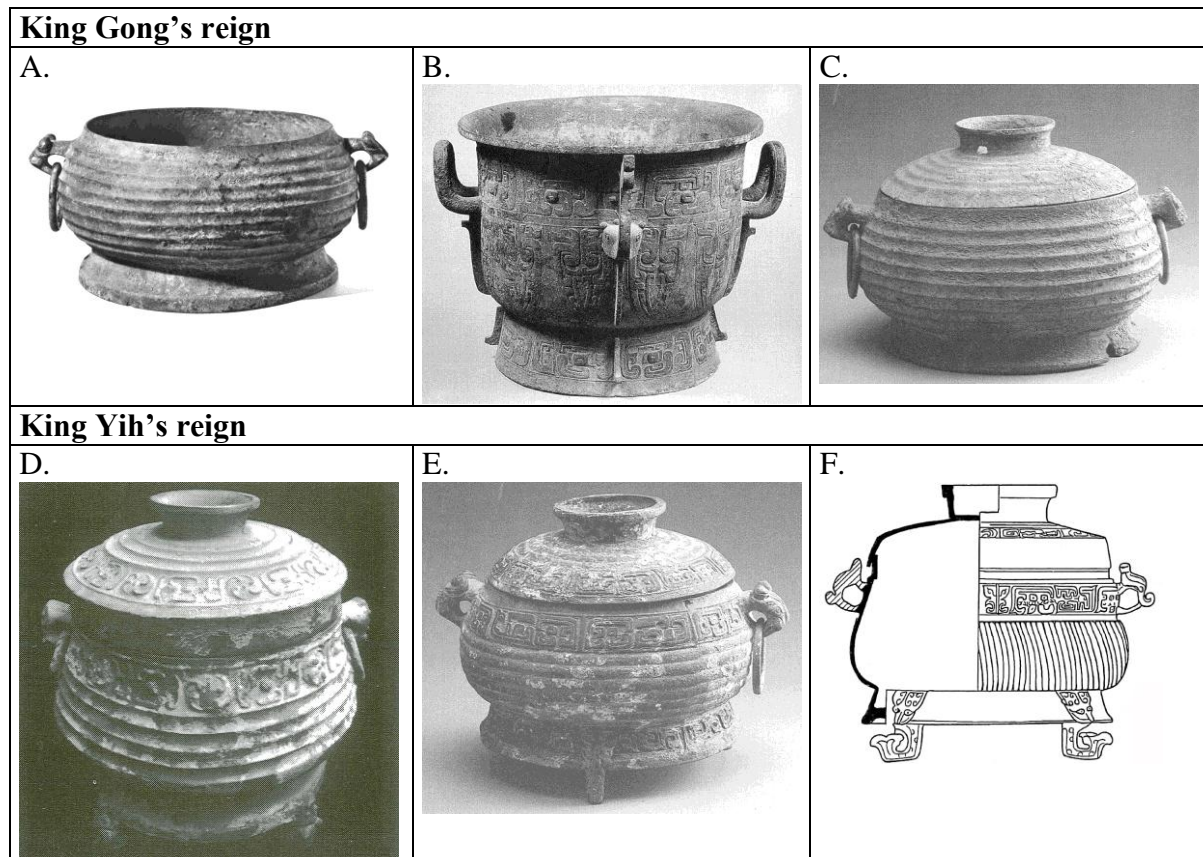 King Gong’s reign
A.
B.
C.
King Yih’s reign
D.
E.
F.